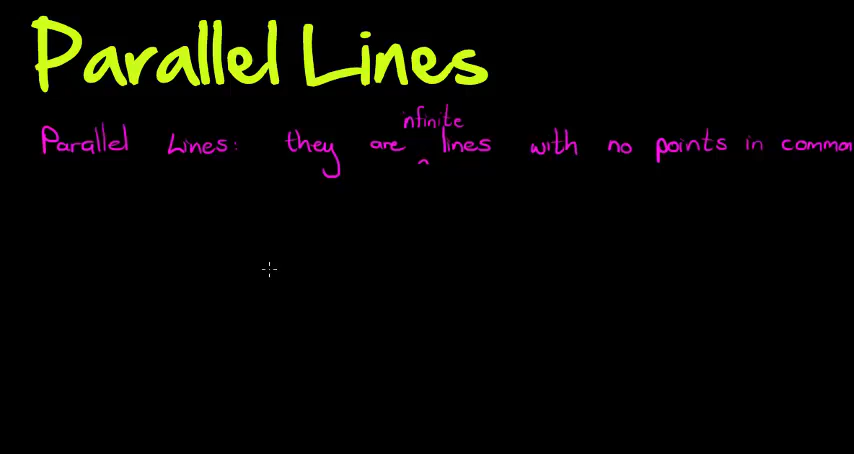 Parallel Lines
Parallel Lines: they are infinite lines with no points in common